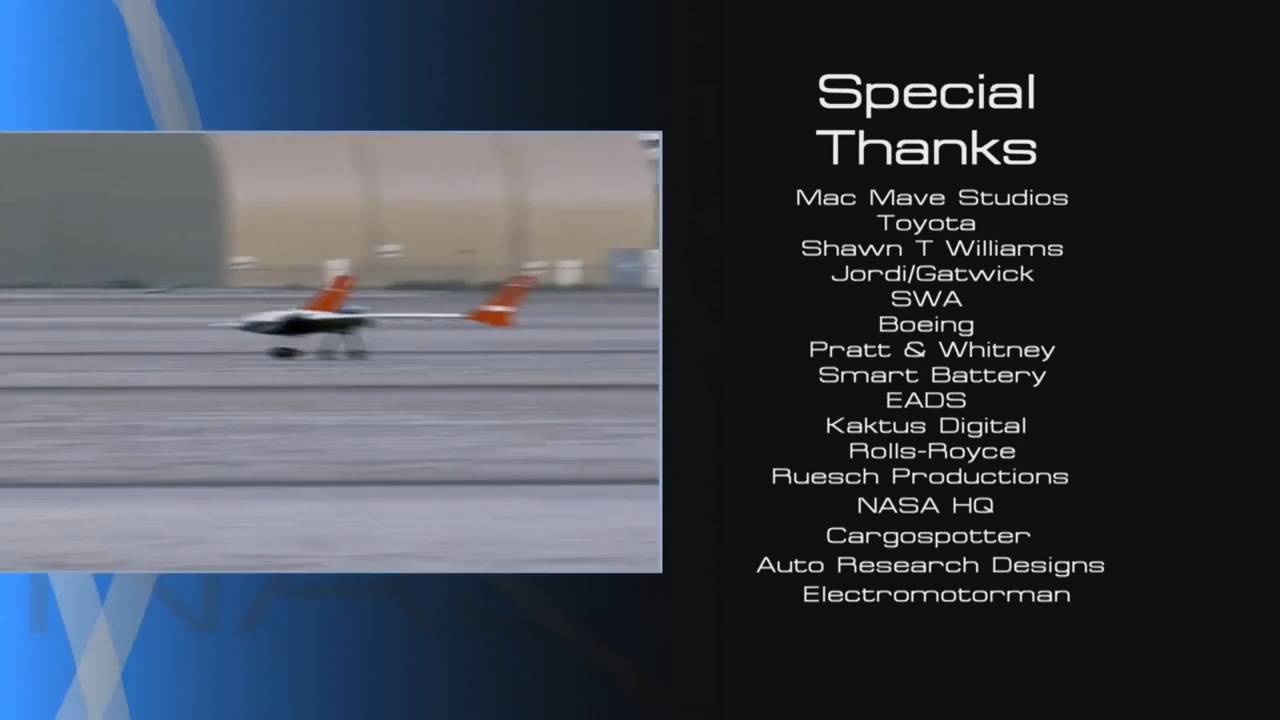 Special
Thanks
Mac Mave Studios
Toyota
Shawn T Williams
Jordi/Gatwick
SWA
Boeing
Pratt & Whitney
Smart Battery
EADS
Kaktus Digital
Rolls-Royce
Ruesch Productions
NASA HQ
Cargospotter
Auto Research Designs
Electromotorman